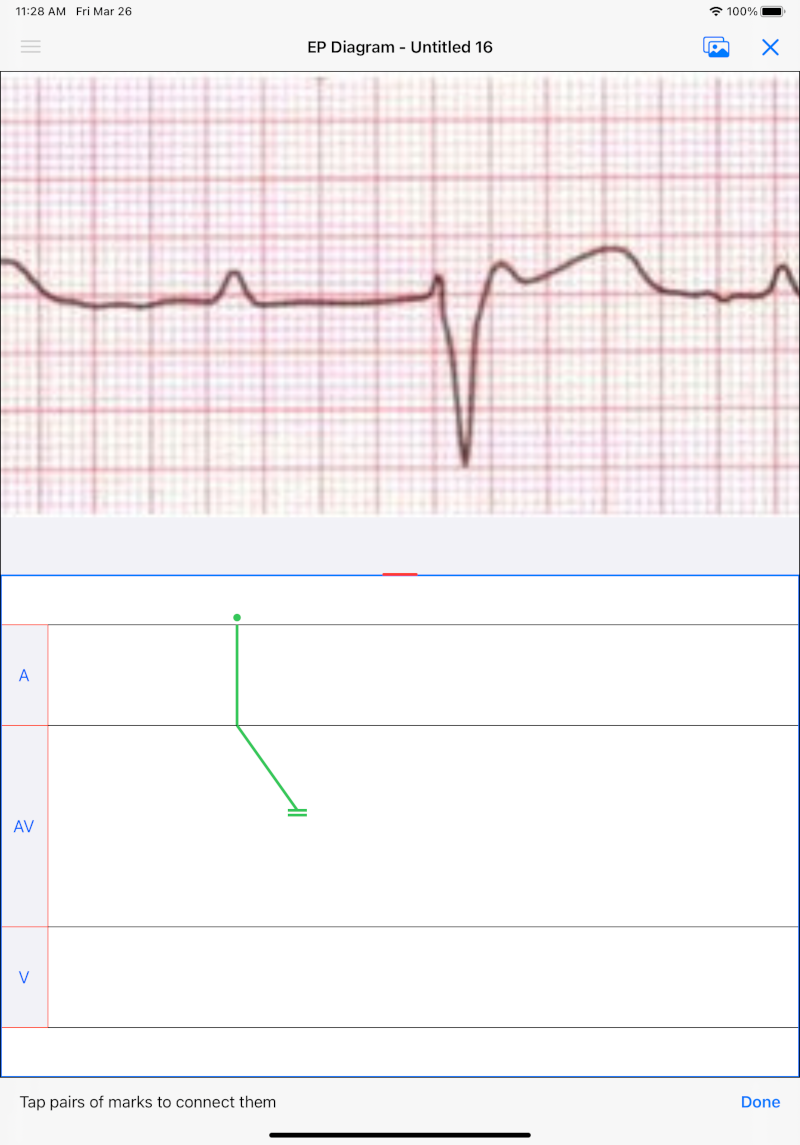 11:28 AM Fri Mar 26
100%
EP Diagram - Untitled 16
A
AV
V
Tap pairs of marks to connect them
Done